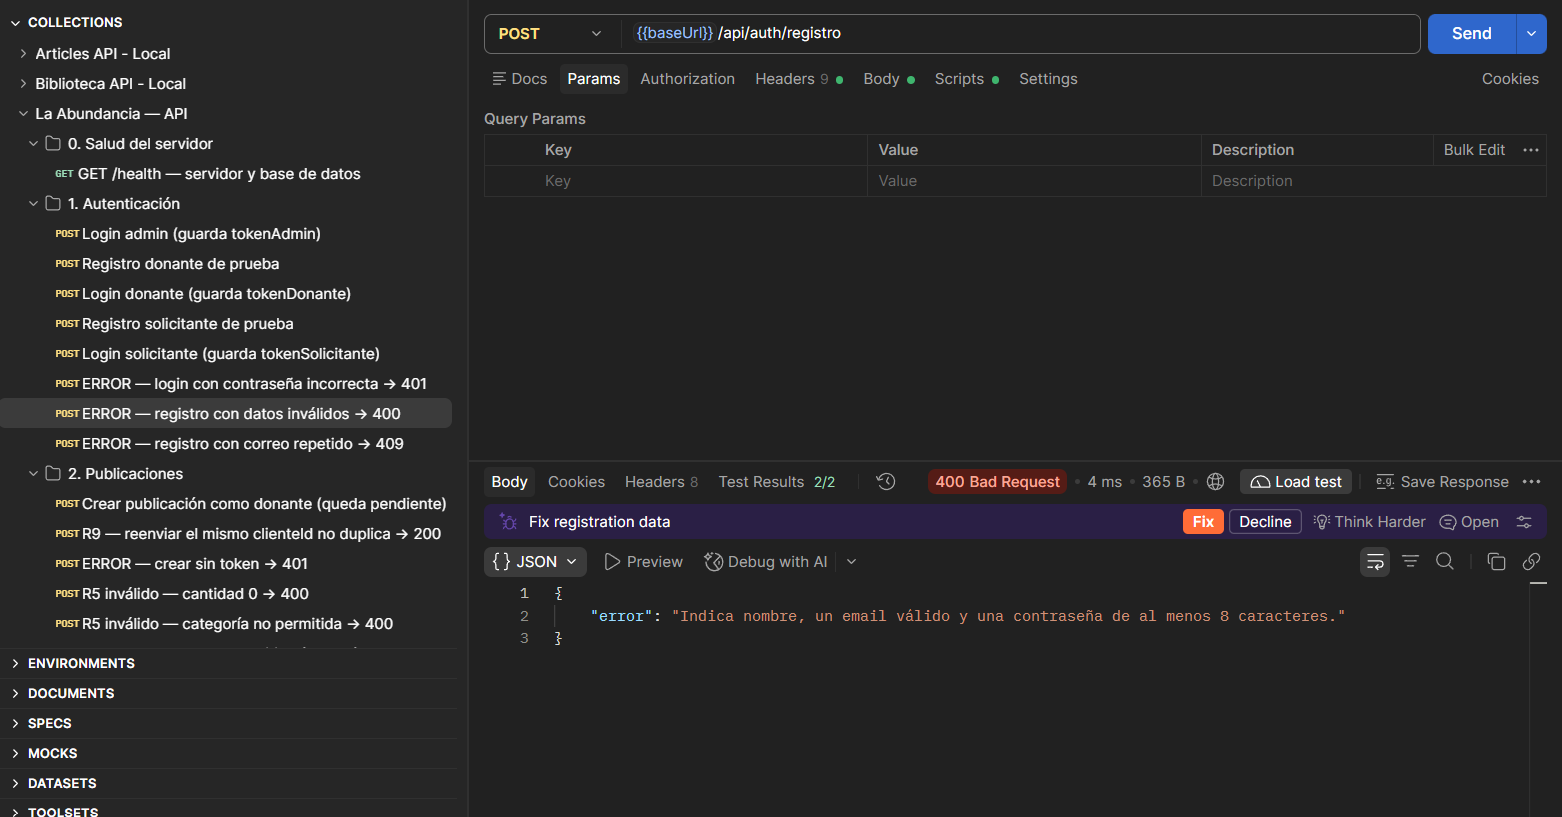 COLLECTIONS
Articles API - Local
Biblioteca API - Local
La Abundancia — API
0. Salud del servidor
GET GET /health — servidor y base de datos
1. Autenticación
POST Login admin (guarda tokenAdmin)
POST Registro donante de prueba
POST Login donante (guarda tokenDonante)
POST Registro solicitante de prueba
POST Login solicitante (guarda tokenSolicitante)
POST ERROR — login con contraseña incorrecta → 401
POST ERROR — registro con datos inválidos → 400
POST ERROR — registro con correo repetido → 409
2. Publicaciones
POST Crear publicación como donante (queda pendiente)
POST R9 — reenviar el mismo clienteId no duplica → 200
POST ERROR — crear sin token → 401
POST R5 inválido — cantidad 0 → 400
POST R5 inválido — categoría no permitida → 400
ENVIRONMENTS
DOCUMENTS
SPECS
MOCKS
DATASETS
TOOLSETS
POST {{baseUrl}} /api/auth/registro Send
Docs Params Authorization Headers 9 Body Scripts Settings Cookies
Query Params
Key Value Description Bulk Edit
Key Value Description
Body Cookies Headers 8 Test Results 2/2 400 Bad Request 4 ms 365 B Load test e.g. Save Response
Fix registration data Fix Decline Think Harder Open
{} JSON Preview Debug with AI
1 {
2 "error": "Indica nombre, un email válido y una contraseña de al menos 8 caracteres."
3 }